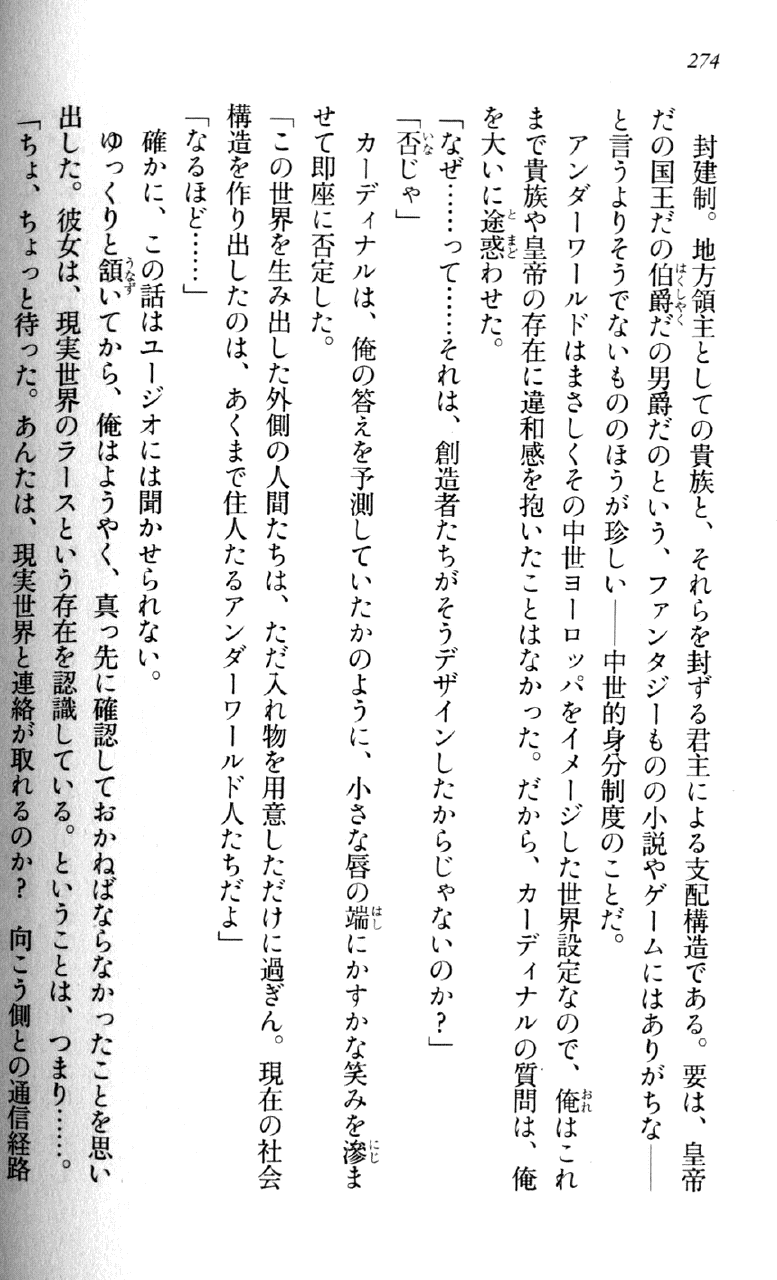 274
封建制。地方領主としての貴族と、それらを封ずる君主による支配構造である。要は、皇帝
だの国王だの伯爵だの男爵だのという、ファンタジーものの小説やゲームにはありがちな――
と言うよりそうでないもののほうが珍しい――中世的身分制度のことだ。
アンダーワールドはまさしくその中世ヨーロッパをイメージした世界設定なので、俺はこれ
まで貴族や皇帝の存在に違和感を抱いたことはなかった。だから、カーディナルの質問は、俺
を大いに途惑わせた。
「なぜ……って……それは、創造者たちがそうデザインしたからじゃないのか？」
「否じゃ」
カーディナルは、俺の答えを予測していたかのように、小さな唇の端にかすかな笑みを滲ま
せて即座に否定した。
「この世界を生み出した外側の人間たちは、ただ入れ物を用意しただけに過ぎん。現在の社会
構造を作り出したのは、あくまで住人たるアンダーワールド人たちだよ」
「なるほど……」
確かに、この話はユージオには聞かせられない。
ゆっくりと頷いてから、俺はようやく、真っ先に確認しておかねばならなかったことを思い
出した。彼女は、現実世界のラースという存在を認識している。ということは、つまり……。
「ちょ、ちょっと待った。あんたは、現実世界と連絡が取れるのか？　向こう側との通信経路